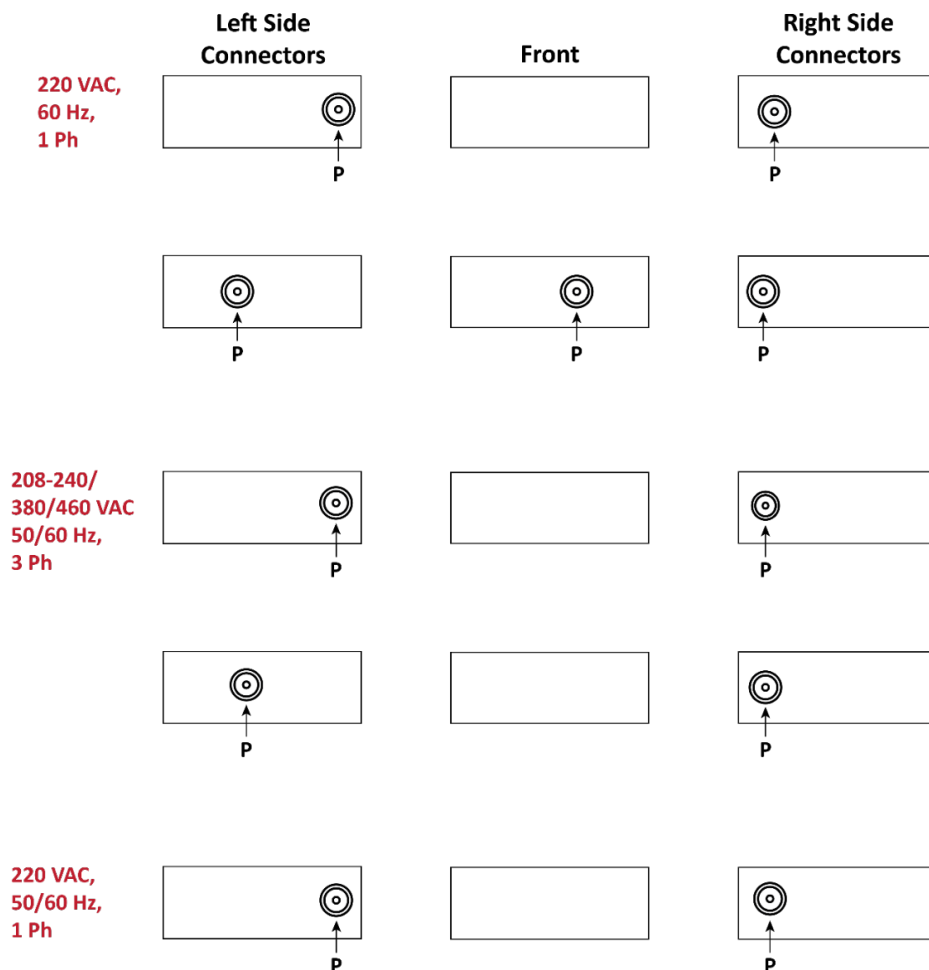 Left Side
Connectors
Front
Right Side
Connectors
220 VAC,
60 Hz,
1 Ph
P
P
P
P
P
208-240/
380/460 VAC
50/60 Hz,
3 Ph
P
P
P
P
220 VAC,
50/60 Hz,
1 Ph
P
P